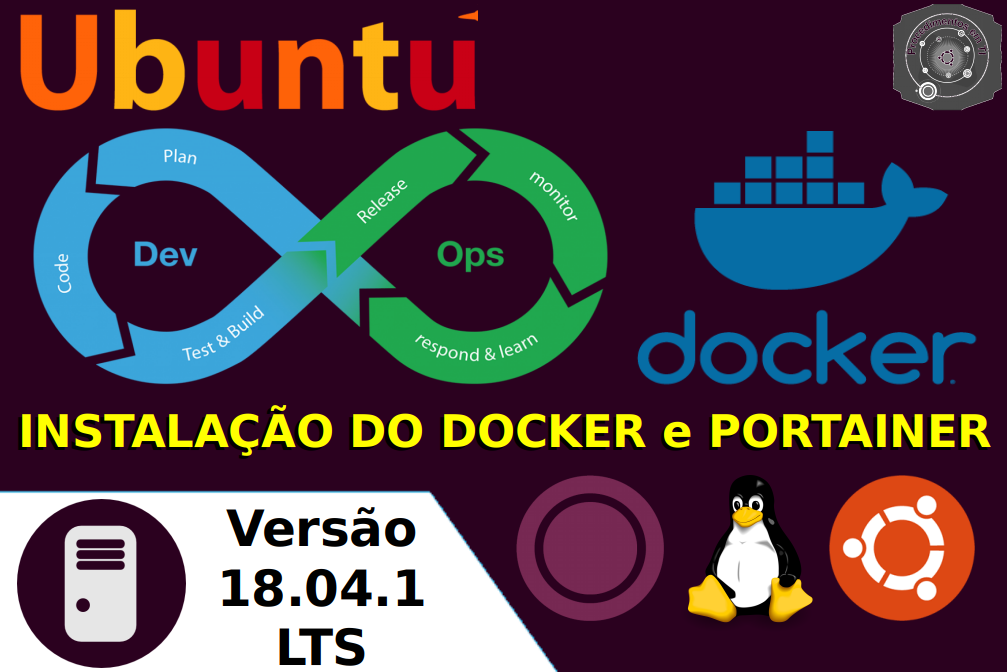 Ubuntu
Plan
Code
Dev
Test & Build
Release
monitor
Ops
respond & learn
docker
INSTALAÇÃO DO DOCKER e PORTAINER
Versão
18.04.1
LTS